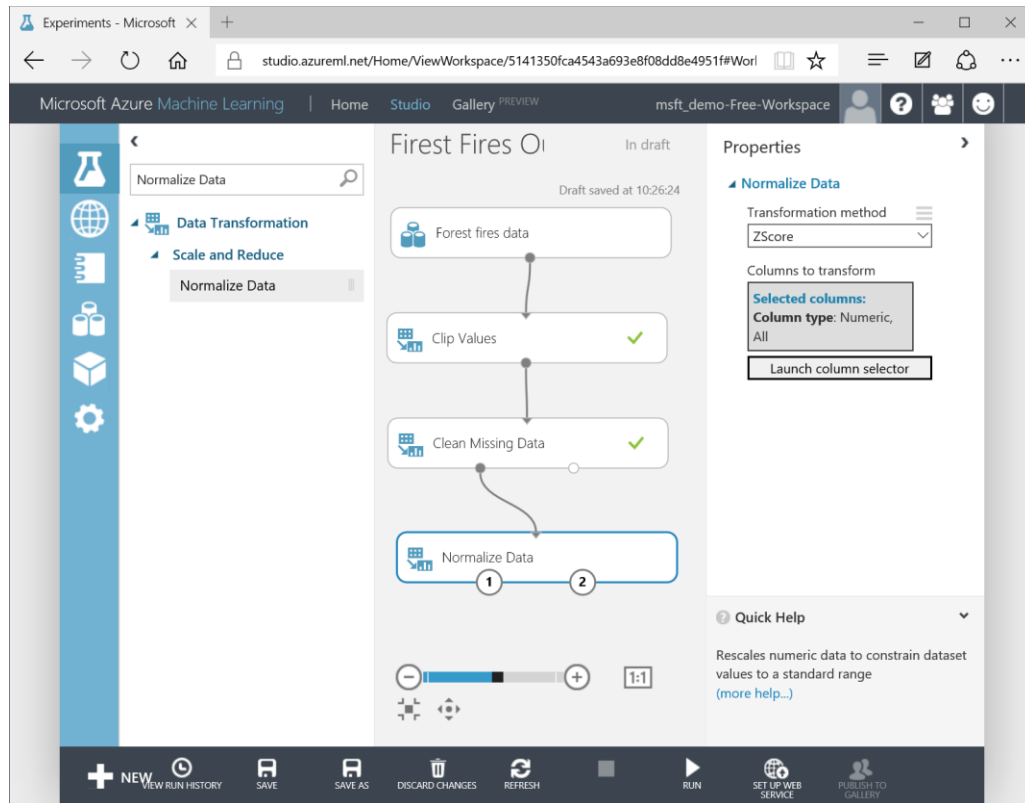 Experiments - Microsoft
studio.azureml.net/Home/ViewWorkspace/5141350fca4543a693e8f08dd8e4951f#Worl
Microsoft Azure Machine Learning | Home Studio Gallery PREVIEW msft_demo-Free-Workspace
Normalize Data
Data Transformation
Scale and Reduce
Normalize Data
Firest Fires Ou
In draft
Draft saved at 10:26:24
Forest fires data
Clip Values
Clean Missing Data
Normalize Data
1 2
1:1
Properties
Normalize Data
Transformation method
ZScore
Columns to transform
Selected columns:
Column type: Numeric,
All
Launch column selector
Quick Help
Rescales numeric data to constrain dataset
values to a standard range
(more help...)
NEW
VIEW RUN HISTORY
SAVE
SAVE AS
DISCARD CHANGES
REFRESH
RUN
SET UP WEB
SERVICE
PUBLISH TO
GALLERY